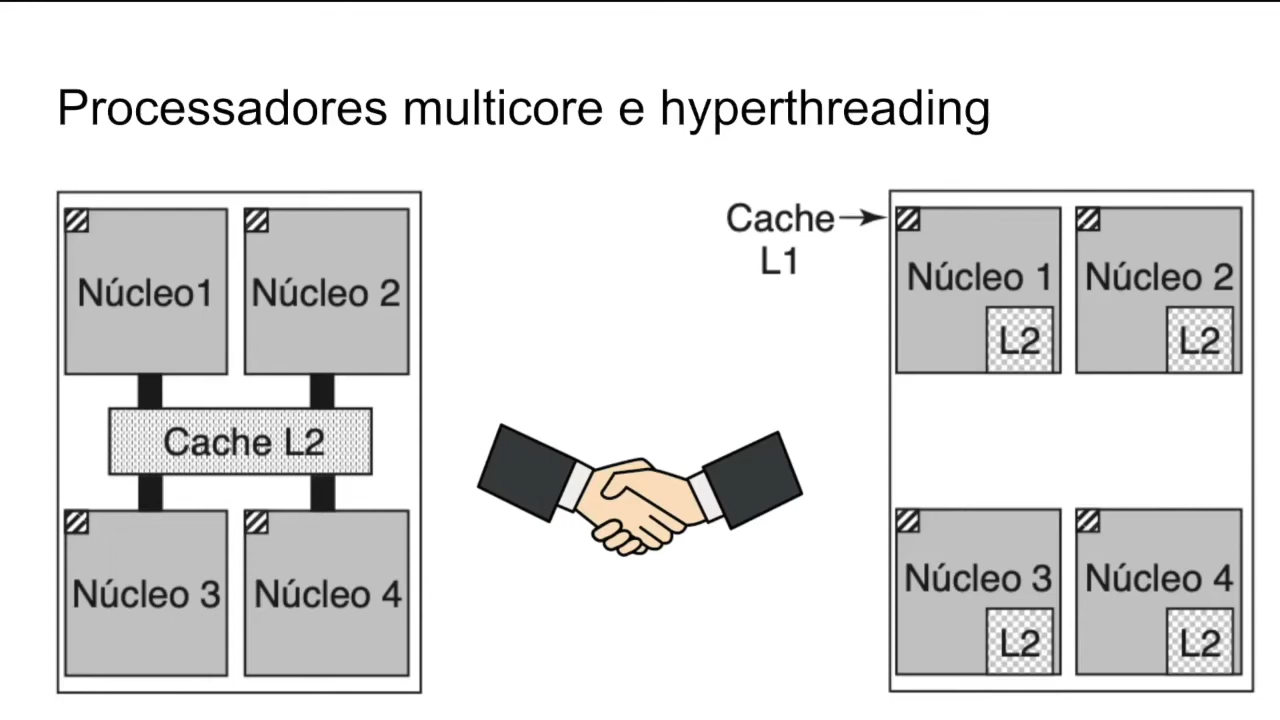 Processadores multicore e hyperthreading
Núcleo1
Núcleo 2
Cache L2
Núcleo 3
Núcleo 4
Cache
L1
Núcleo 1
L2
Núcleo 2
L2
Núcleo 3
L2
Núcleo 4
L2